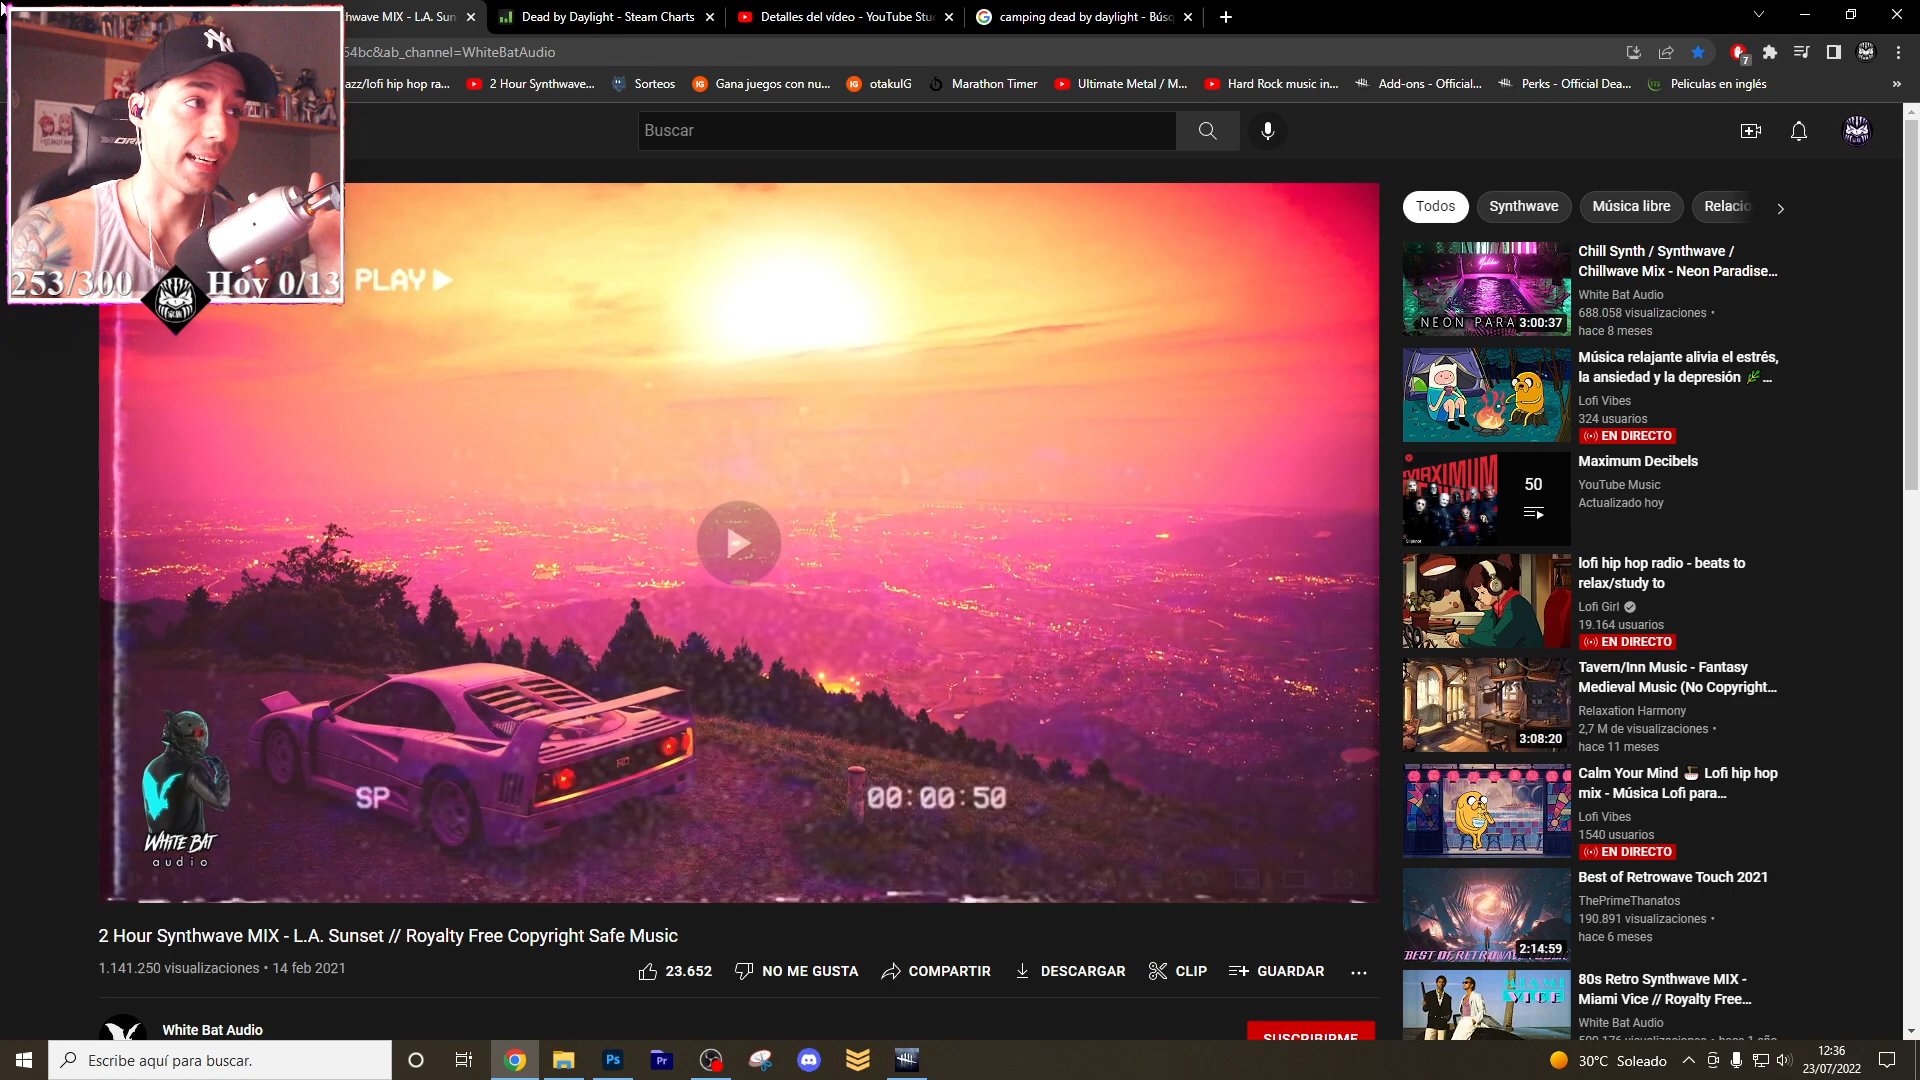 hwave MIX - L.A. Sun
Dead by Daylight - Steam Charts
Detalles del vídeo - YouTube Stu
camping dead by daylight - Búsq
54bc&ab_channel=WhiteBatAudio
7
azz/lofi hip hop ra...
2 Hour Synthwave...
Sorteos
Gana juegos con nu...
otakuIG
Marathon Timer
Ultimate Metal / M...
Hard Rock music in...
Add-ons - Official...
Perks - Official Dea...
Peliculas en inglés
Buscar
253/300
Hoy 0/13
PLAY
SP
00:00:50
WHITE BAT
audio
Todos
Synthwave
Música libre
Relacio
Chill Synth / Synthwave /
Chillwave Mix - Neon Paradise...
White Bat Audio
688.058 visualizaciones •
hace 8 meses
NEON PARA
3:00:37
Música relajante alivia el estrés,
la ansiedad y la depresión 🌿 ...
Lofi Vibes
324 usuarios
EN DIRECTO
MAXIMUM
50
Maximum Decibels
YouTube Music
Actualizado hoy
lofi hip hop radio - beats to
relax/study to
Lofi Girl
19.164 usuarios
EN DIRECTO
Tavern/Inn Music - Fantasy
Medieval Music (No Copyright...
Relaxation Harmony
2,7 M de visualizaciones •
hace 11 meses
3:08:20
Calm Your Mind ☕ Lofi hip hop
mix - Música Lofi para...
Lofi Vibes
1540 usuarios
EN DIRECTO
Best of Retrowave Touch 2021
ThePrimeThanatos
190.891 visualizaciones •
hace 6 meses
2:14:59
80s Retro Synthwave MIX -
Miami Vice // Royalty Free...
White Bat Audio
VICE
2 Hour Synthwave MIX - L.A. Sunset // Royalty Free Copyright Safe Music
1.141.250 visualizaciones • 14 feb 2021
23.652
NO ME GUSTA
COMPARTIR
DESCARGAR
CLIP
GUARDAR
White Bat Audio
SUSCRIBIRME
Escribe aquí para buscar.
Ps
Pr
30°C Soleado
12:36
23/07/2022